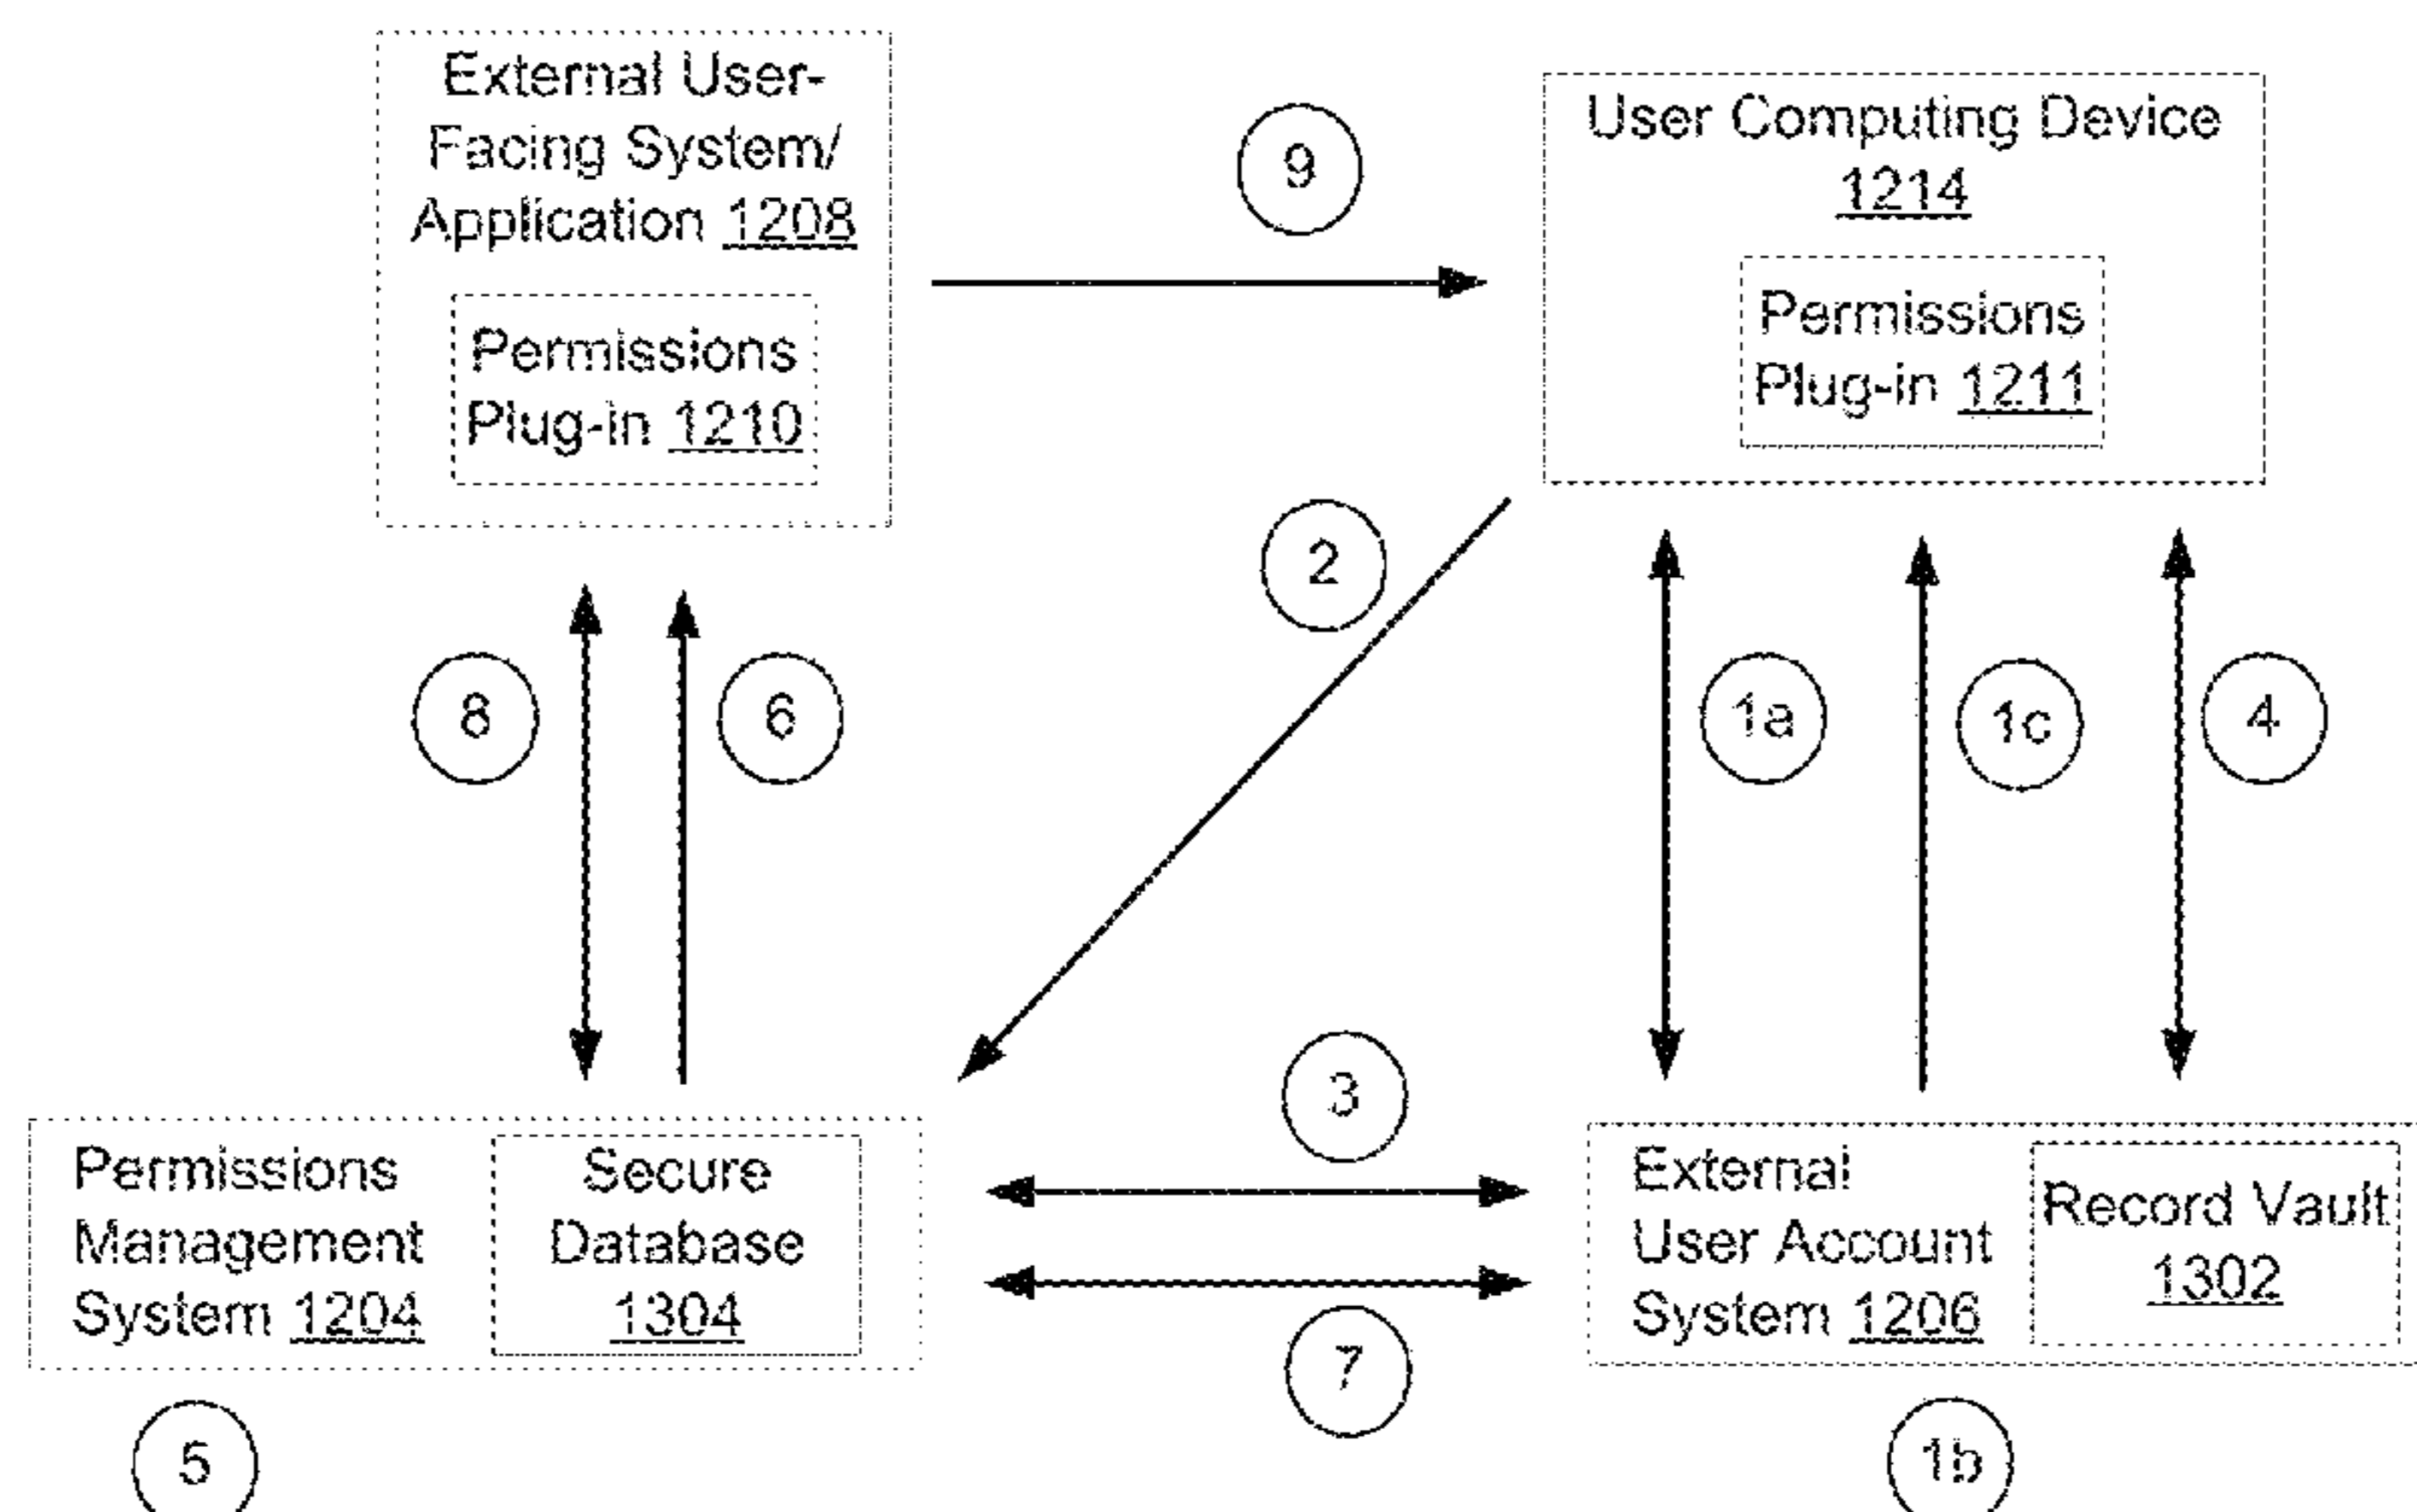 External User-
Facing System/
Application 1208
Permissions
Plug-in 1210
9
User Computing Device
1214
Permissions
Plug-in 1211
2
8
6
1a
1c
4
3
Permissions
Management
System 1204
Secure
Database
1304
External
User Account
System 1206
Record Vault
1302
7
5
1b